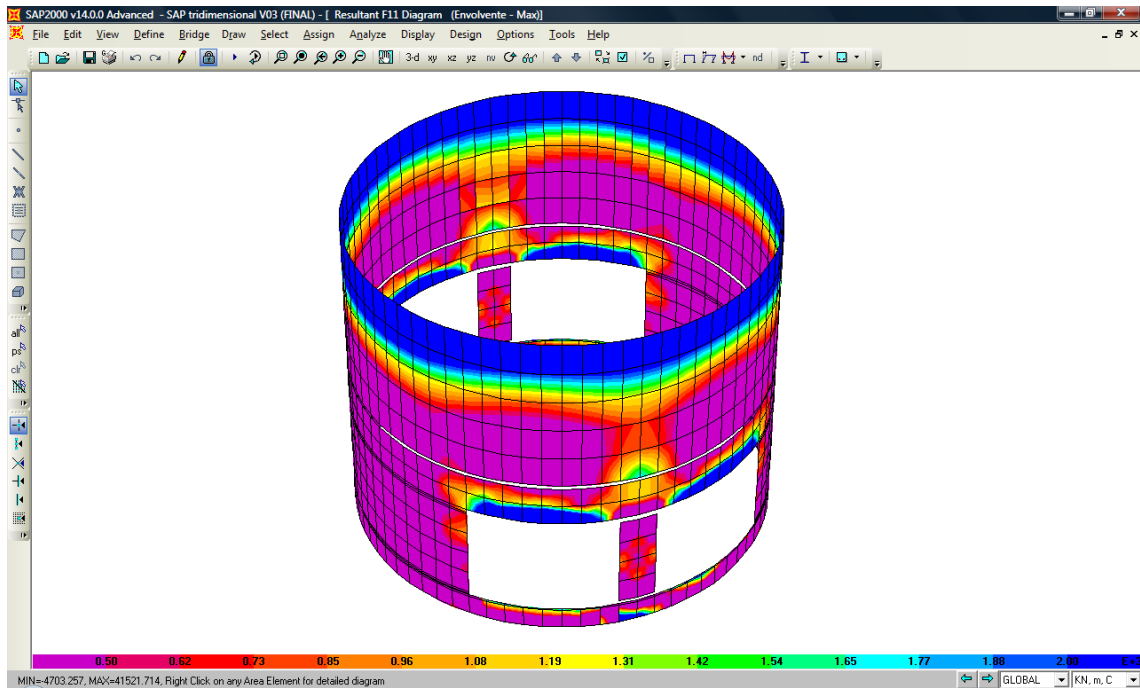 SAP2000 v14.0.0 Advanced - SAP tridimensional V03 (FINAL) - [ Resultant F11 Diagram (Envolvente - Max)]
File Edit View Define Bridge Draw Select Assign Analyze Display Design Options Tools Help
3-d xy xz yz nv nd
all
ps
clr
0.50 0.62 0.73 0.85 0.96 1.08 1.19 1.31 1.42 1.54 1.65 1.77 1.88
MIN=-4703.257, MAX=41521.714, Right Click on any Area Element for detailed diagram GLOBAL KN, m, C